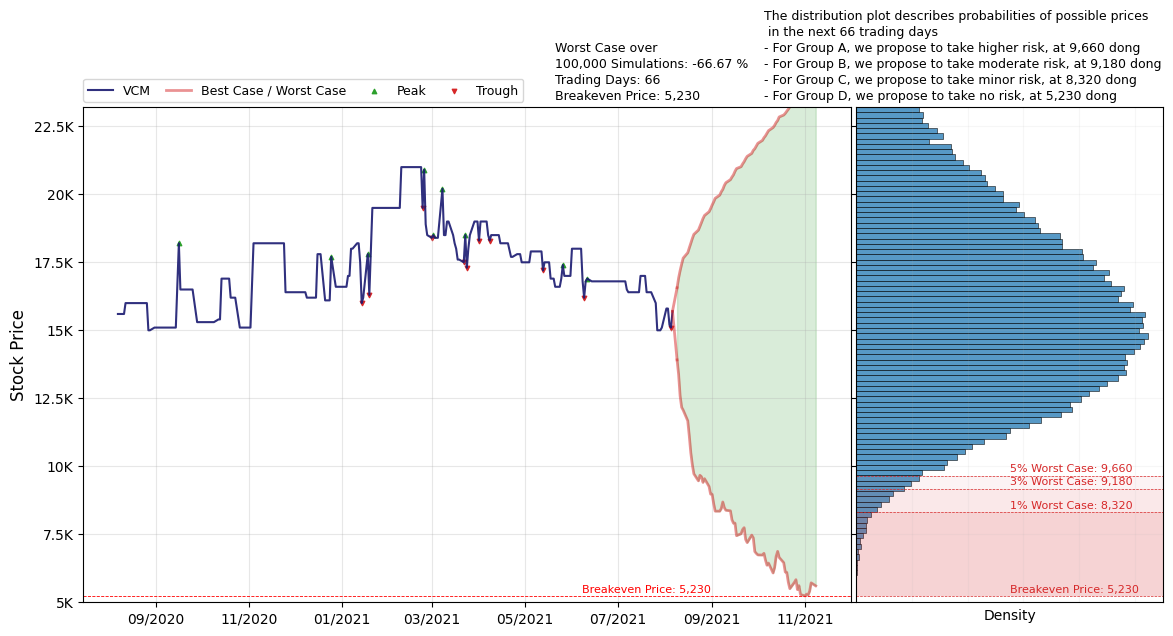 The distribution plot describes probabilities of possible prices
in the next 66 trading days
- For Group A, we propose to take higher risk, at 9,660 dong
- For Group B, we propose to take moderate risk, at 9,180 dong
- For Group C, we propose to take minor risk, at 8,320 dong
- For Group D, we propose to take no risk, at 5,230 dong
Worst Case over
100,000 Simulations: -66.67 %
Trading Days: 66
Breakeven Price: 5,230
VCM
Best Case / Worst Case
Peak
Trough
Stock Price
22.5K
20K
17.5K
15K
12.5K
10K
7.5K
5K
Breakeven Price: 5,230
09/2020
11/2020
01/2021
03/2021
05/2021
07/2021
09/2021
11/2021
5% Worst Case: 9,660
3% Worst Case: 9,180
1% Worst Case: 8,320
Breakeven Price: 5,230
Density